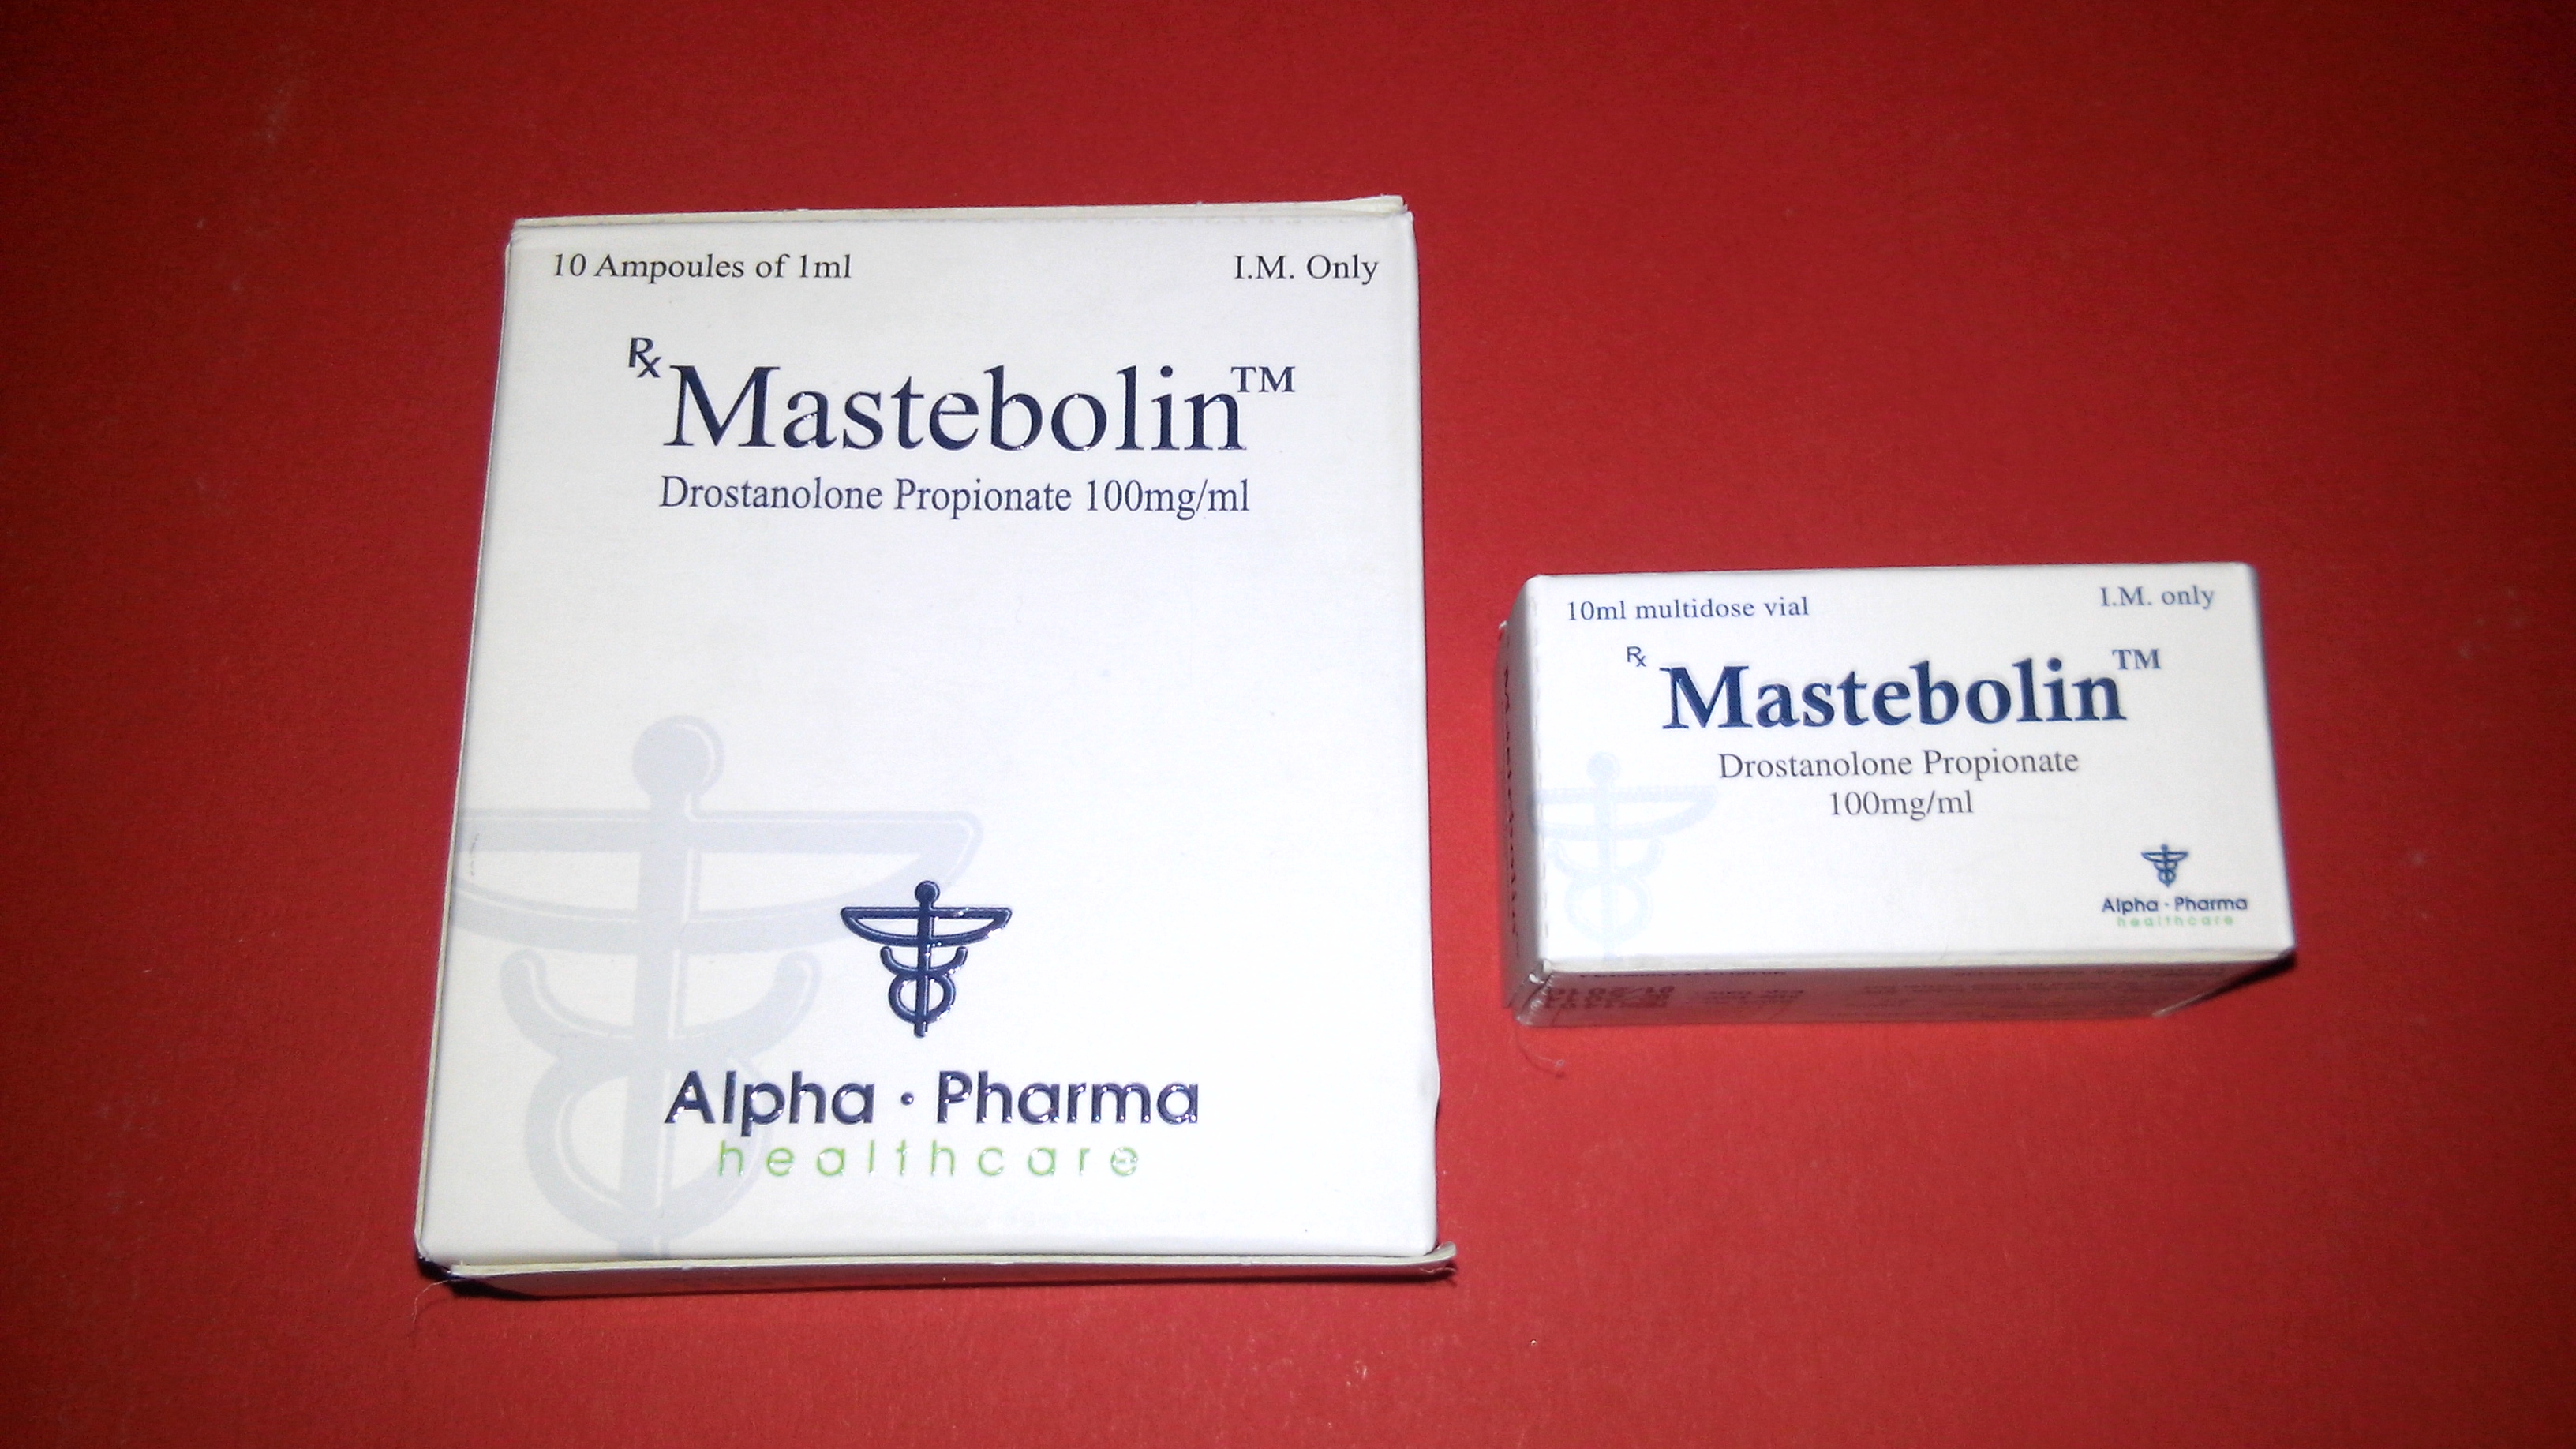 10 Ampoules of 1ml
I.M. Only
Rx Mastebolin™
Drostanolone Propionate 100mg/ml
Alpha · Pharma
healthcare
10ml multidose vial
I.M. only
Rx Mastebolin™
Drostanolone Propionate
100mg/ml
Alpha · Pharma
healthcare